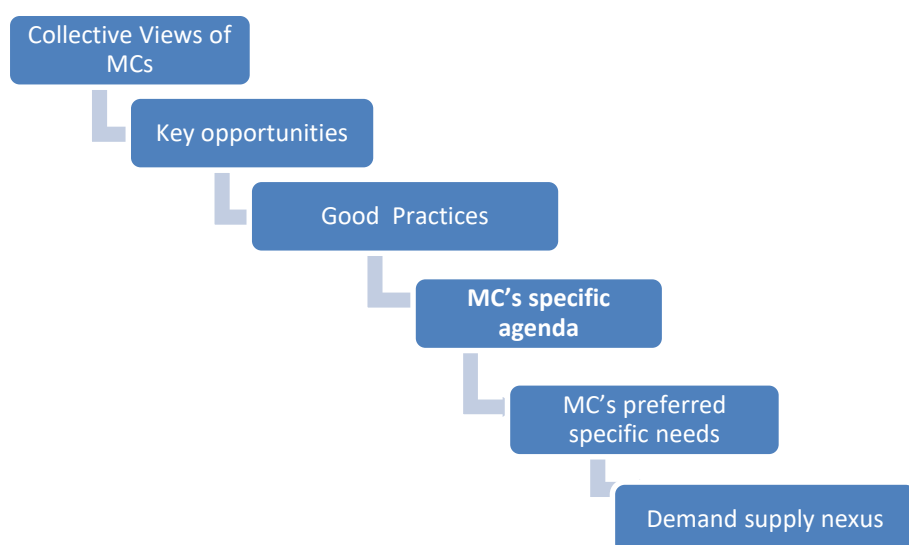 Collective Views of
MCs
Key opportunities
Good  Practices
MC’s specific
agenda
MC’s preferred
specific needs
Demand supply nexus